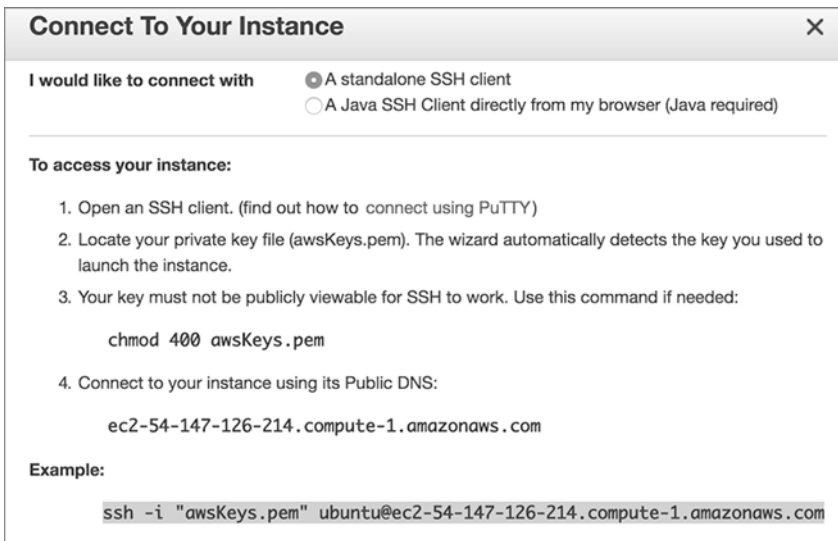 Connect To Your Instance
I would like to connect with
A standalone SSH client
A Java SSH Client directly from my browser (Java required)
To access your instance:
1. Open an SSH client. (find out how to connect using PuTTY)
2. Locate your private key file (awsKeys.pem). The wizard automatically detects the key you used to
launch the instance.
3. Your key must not be publicly viewable for SSH to work. Use this command if needed:
chmod 400 awsKeys.pem
4. Connect to your instance using its Public DNS:
ec2-54-147-126-214.compute-1.amazonaws.com
Example:
ssh -i "awsKeys.pem" ubuntu@ec2-54-147-126-214.compute-1.amazonaws.com